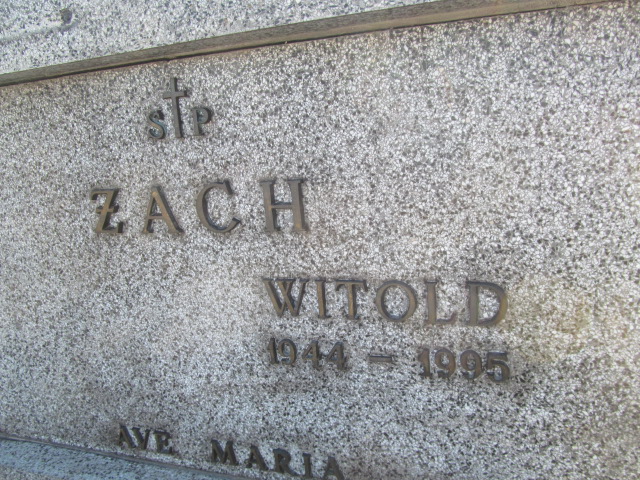 S✝P
ŻACH
WITOLD
1944 - 1995
AVE MARIA